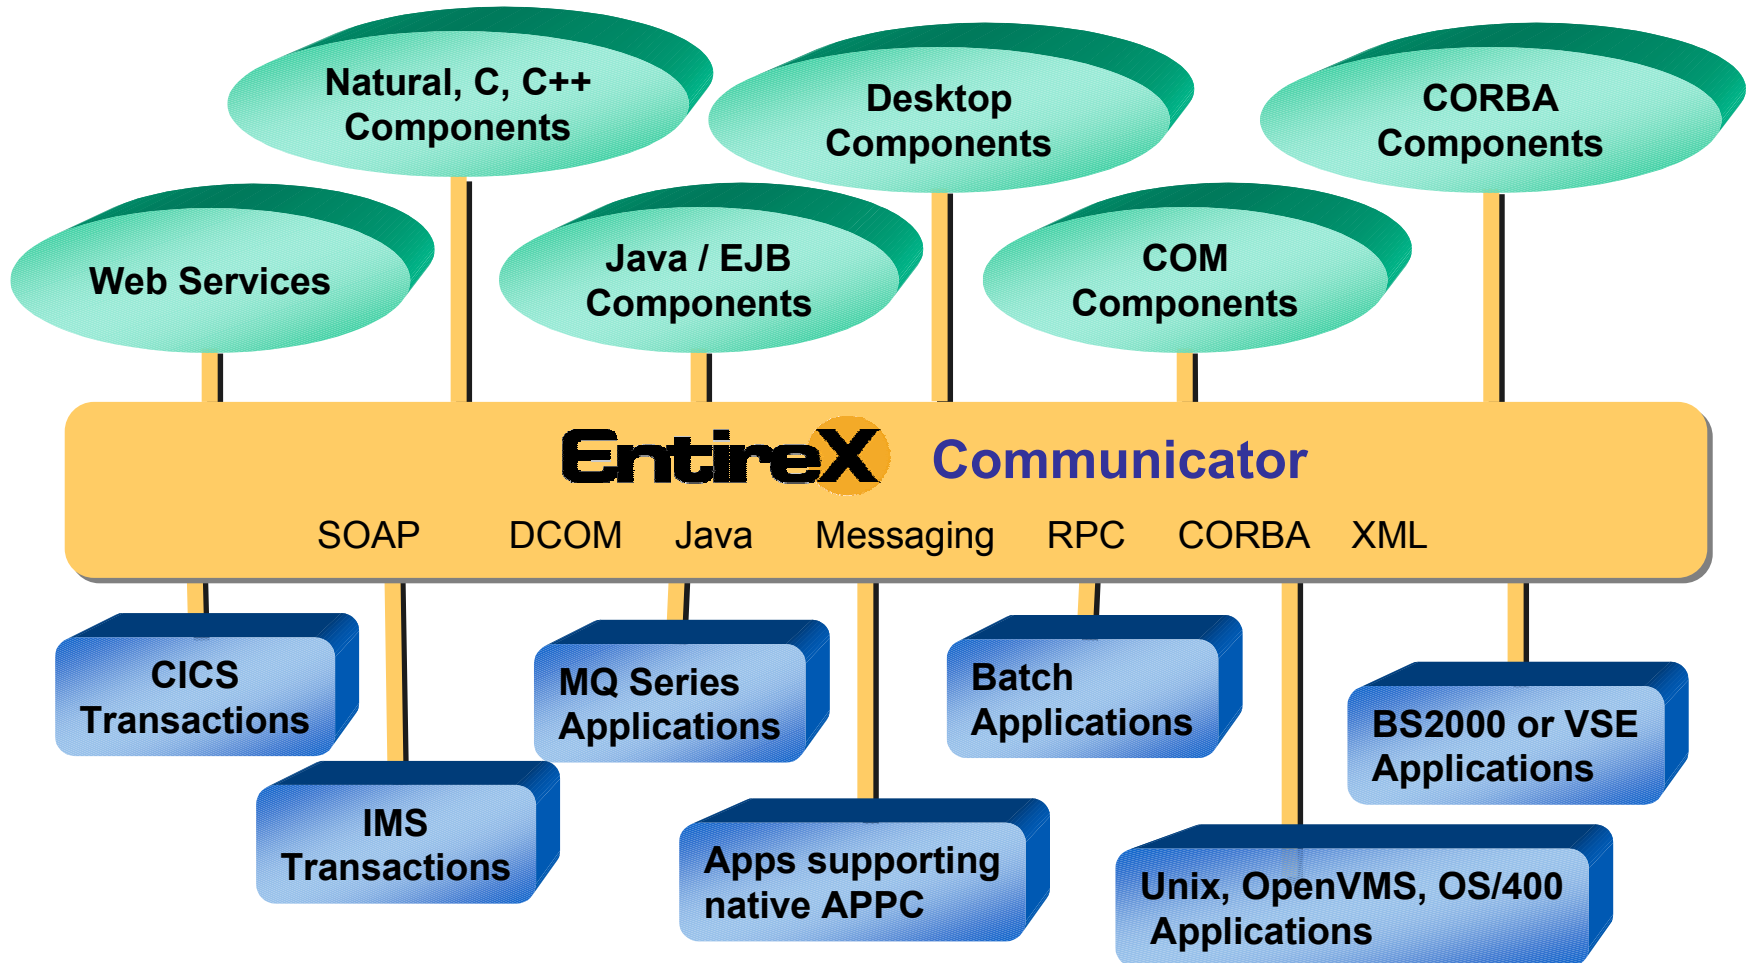 Natural, C, C++
Components
Desktop
Components
CORBA
Components
Web Services
Java / EJB
Components
COM
Components
EntireX Communicator
SOAP DCOM Java Messaging RPC CORBA XML
CICS
Transactions
MQ Series
Applications
Batch
Applications
BS2000 or VSE
Applications
IMS
Transactions
Apps supporting
native APPC
Unix, OpenVMS, OS/400
Applications